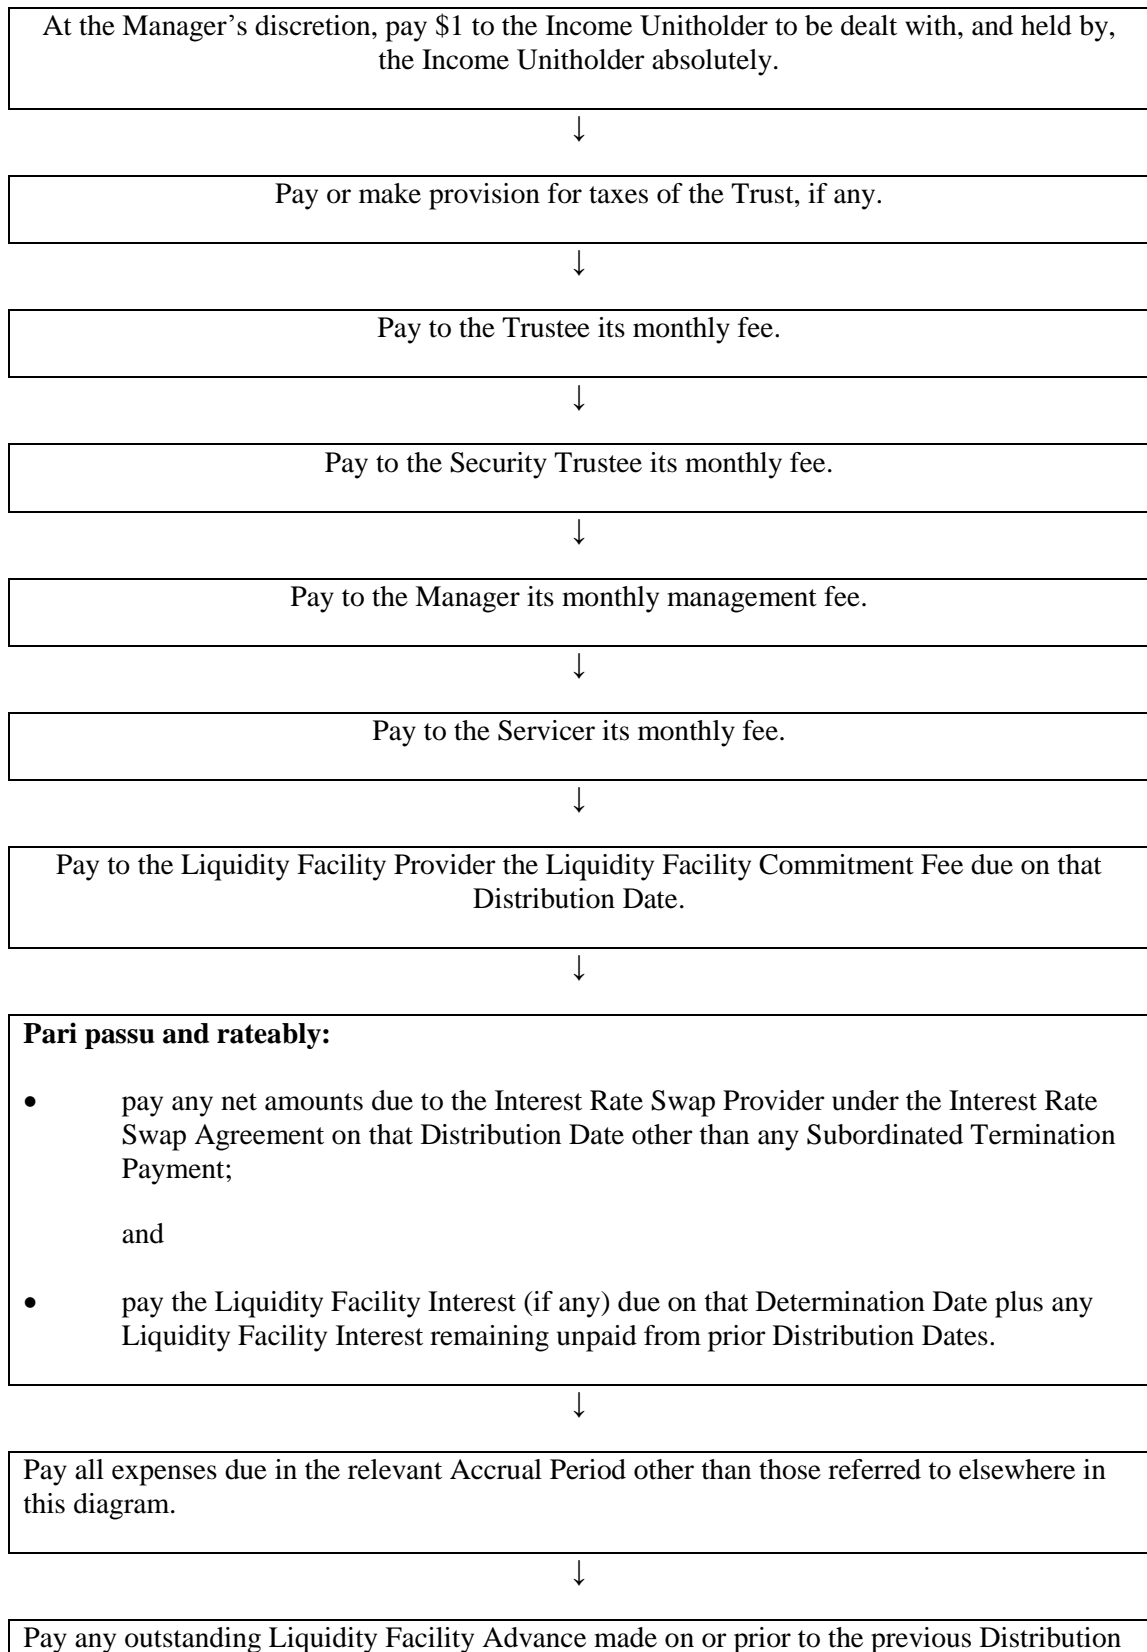 At the Manager’s discretion, pay $1 to the Income Unitholder to be dealt with, and held by,
the Income Unitholder absolutely.
↓
Pay or make provision for taxes of the Trust, if any.
↓
Pay to the Trustee its monthly fee.
↓
Pay to the Security Trustee its monthly fee.
↓
Pay to the Manager its monthly management fee.
↓
Pay to the Servicer its monthly fee.
↓
Pay to the Liquidity Facility Provider the Liquidity Facility Commitment Fee due on that
Distribution Date.
↓
Pari passu and rateably:
• pay any net amounts due to the Interest Rate Swap Provider under the Interest Rate
Swap Agreement on that Distribution Date other than any Subordinated Termination
Payment;
and
• pay the Liquidity Facility Interest (if any) due on that Determination Date plus any
Liquidity Facility Interest remaining unpaid from prior Distribution Dates.
↓
Pay all expenses due in the relevant Accrual Period other than those referred to elsewhere in
this diagram.
↓
Pay any outstanding Liquidity Facility Advance made on or prior to the previous Distribution